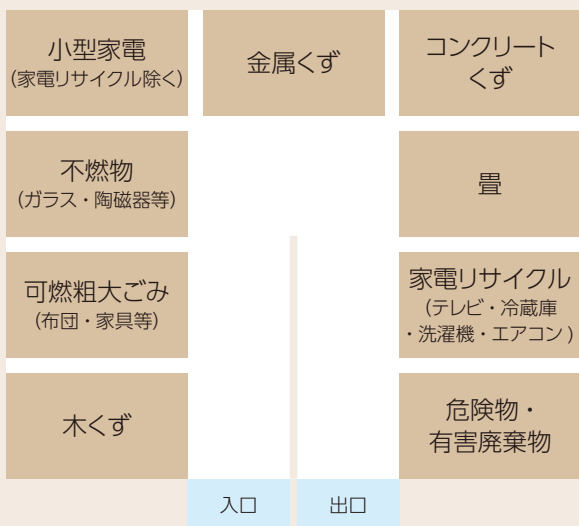 小型家電
(家電リサイクル除く)
金属くず
コンクリート
くず
不燃物
(ガラス・陶磁器等)
畳
可燃粗大ごみ
(布団・家具等)
家電リサイクル
(テレビ・冷蔵庫
・洗濯機・エアコン)
木くず
危険物・
有害廃棄物
入口
出口